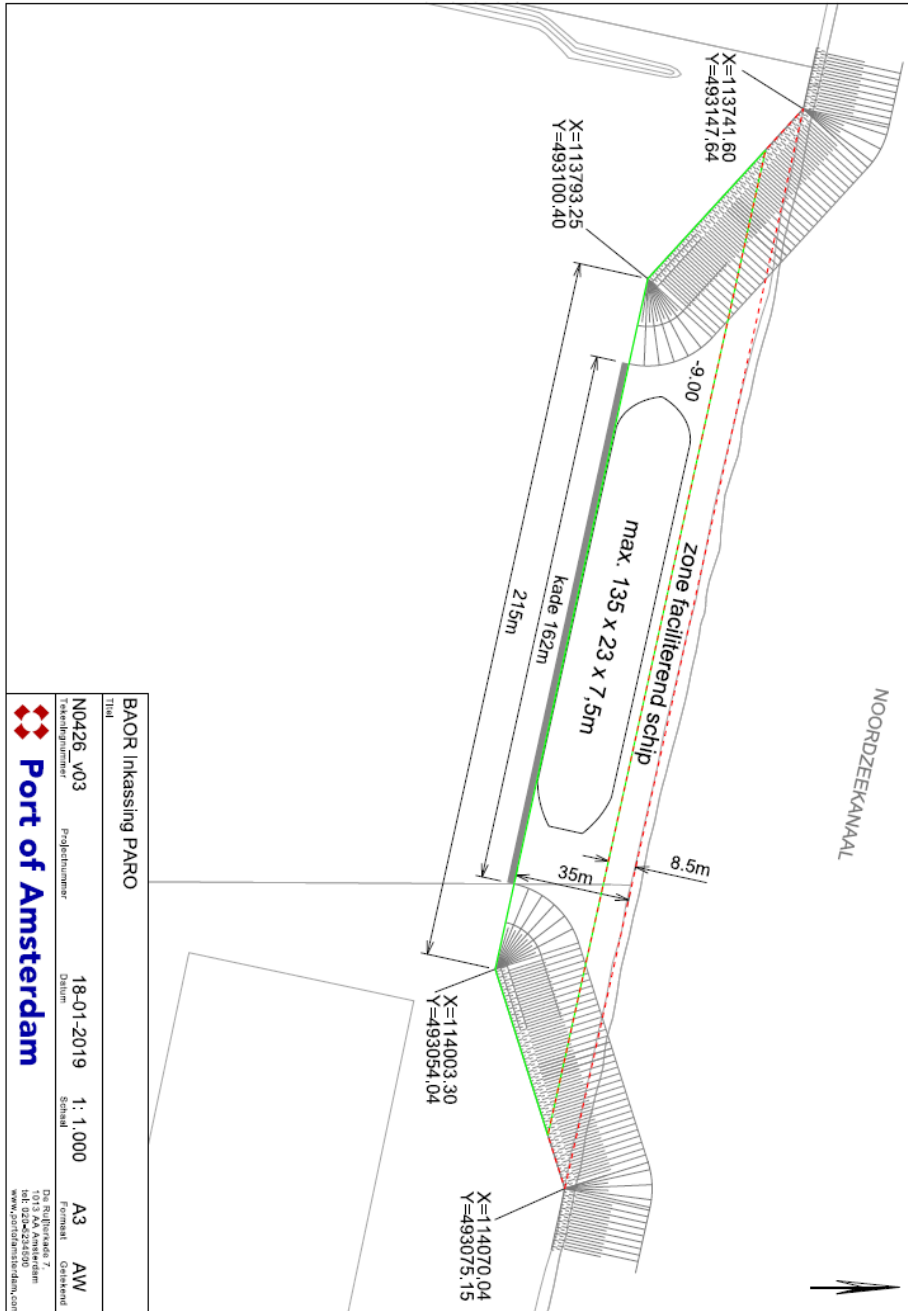 NOORDZEEKANAAL
X=113741.60
Y=493147,64
X=113793.25
Y=493100.40
-9.00
zone faciliterend schip
max. 135 x 23 x 7,5m
kade 162m
215m
8.5m
35m
X=114003.30
Y=493054,04
X=114070,04
Y=493075.15
BAOR Inkassing PARO
Titel
N0426_v03
Tekeningnummer
Projectnummer
18-01-2019
Datum
1: 1.000
Schaal
A3
Formaat
AW
Getekend
Port of Amsterdam
De Ruijterkade 7,
1013 AA Amsterdam
tel: 020-5234500
www.portofamsterdam.com